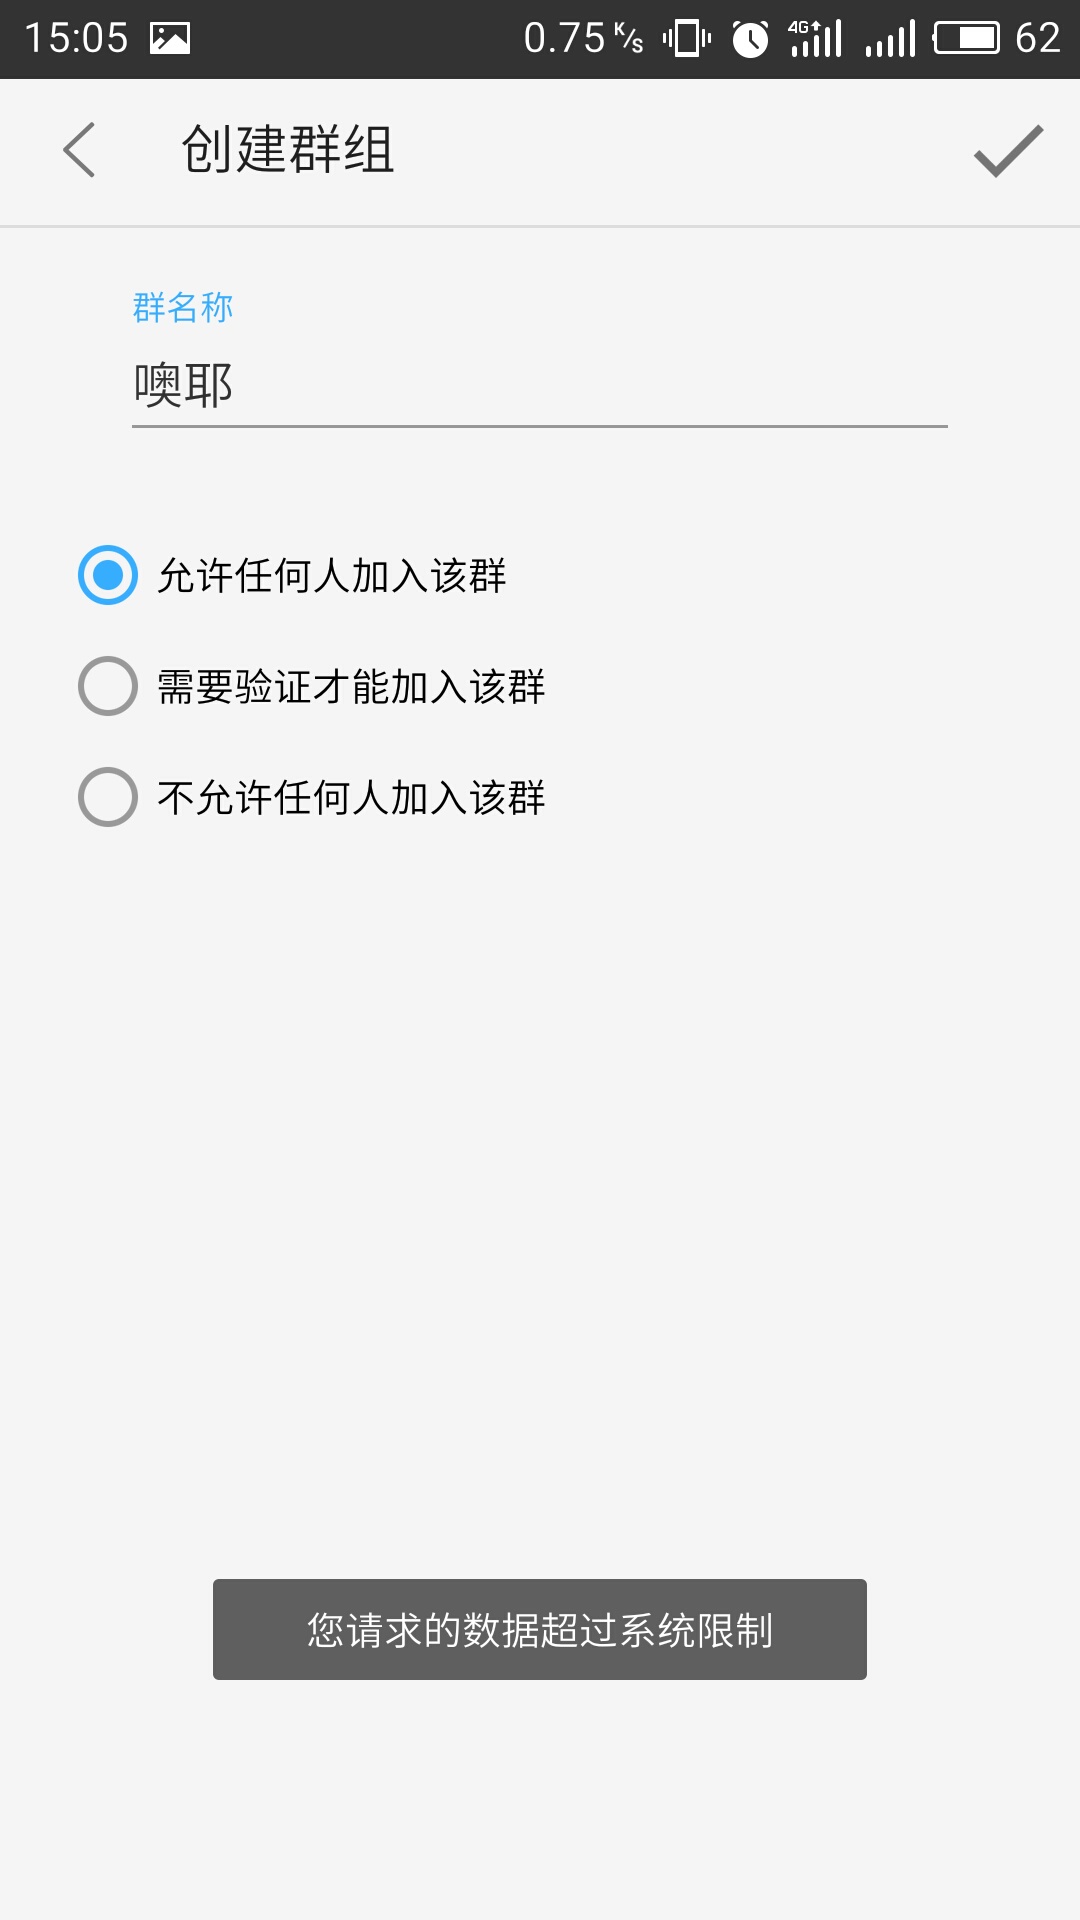 15:05 0.75 K/s 4G 62
创建群组
群名称
噢耶
允许任何人加入该群
需要验证才能加入该群
不允许任何人加入该群
您请求的数据超过系统限制